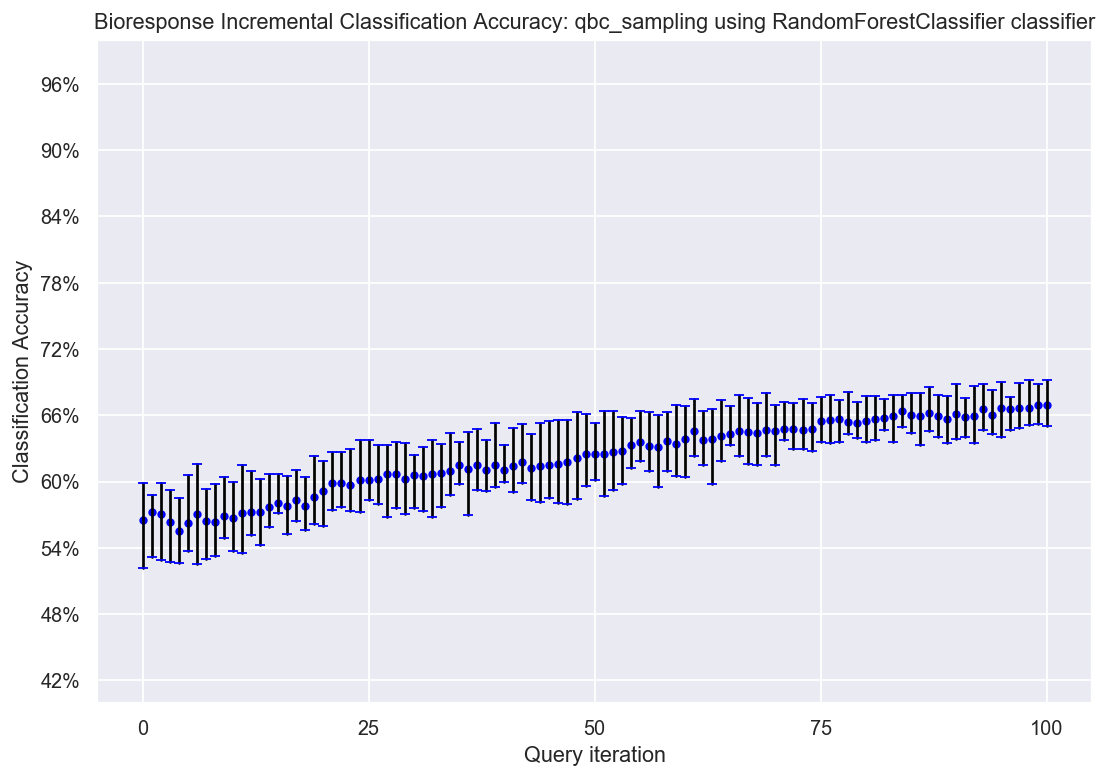 Bioresponse Incremental Classification Accuracy: qbc_sampling using RandomForestClassifier classifier
96%
90%
84%
78%
72%
66%
60%
54%
48%
42%
Classification Accuracy
0 25 50 75 100
Query iteration